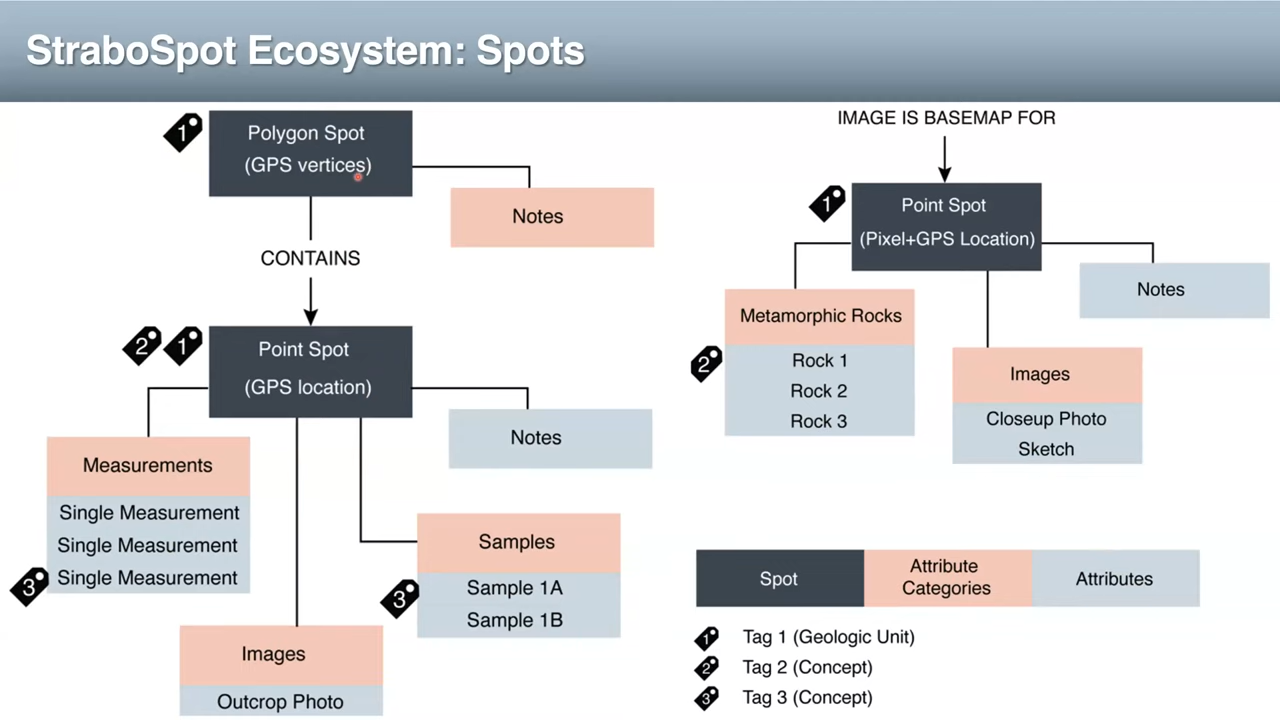 StraboSpot Ecosystem: Spots
1
Polygon Spot
(GPS vertices)
Notes
CONTAINS
2
1
Point Spot
(GPS location)
Notes
Measurements
Single Measurement
Single Measurement
3
Single Measurement
Samples
3
Sample 1A
Sample 1B
Images
Outcrop Photo
IMAGE IS BASEMAP FOR
1
Point Spot
(Pixel+GPS Location)
Notes
Metamorphic Rocks
2
Rock 1
Rock 2
Rock 3
Images
Closeup Photo
Sketch
Spot
Attribute
Categories
Attributes
1
Tag 1 (Geologic Unit)
2
Tag 2 (Concept)
3
Tag 3 (Concept)